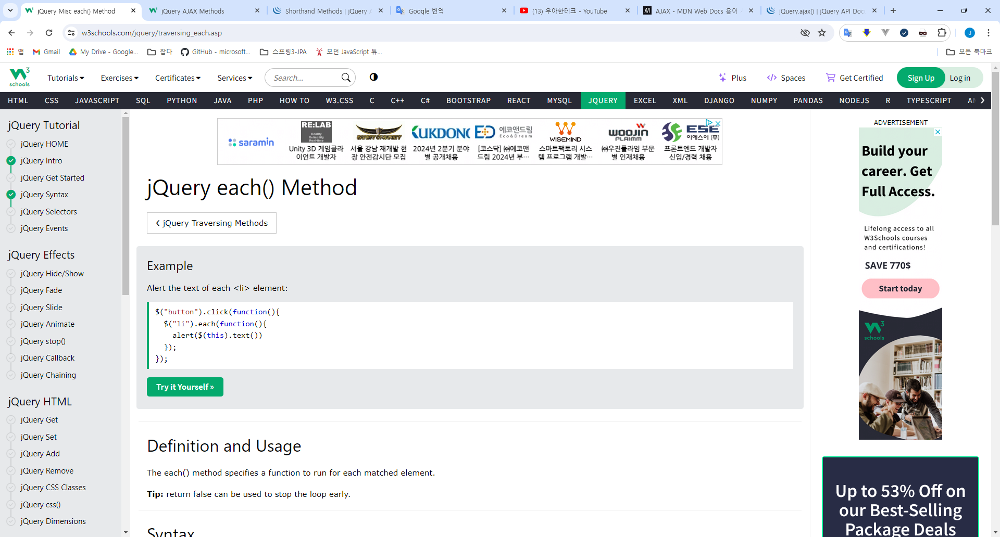 jQuery Misc each() Method
jQuery AJAX Methods
Shorthand Methods | jQuery A
Google 번역
(13) 우아한테크 - YouTube
AJAX - MDN Web Docs 용어
jQuery.ajax() | jQuery API Doc
w3schools.com/jquery/traversing_each.asp
J
앱
Gmail
My Drive - Google...
잡다
GitHub - microsoft...
스프링3-JPA
모던 JavaScript 튜...
모든 북마크
W3 schools
Tutorials
Exercises
Certificates
Services
Search...
Plus
Spaces
Get Certified
Sign Up
Log in
HTML CSS JAVASCRIPT SQL PYTHON JAVA PHP HOW TO W3.CSS C C++ C# BOOTSTRAP REACT MYSQL JQUERY EXCEL XML DJANGO NUMPY PANDAS NODEJS R TYPESCRIPT
jQuery Tutorial
jQuery HOME
jQuery Intro
jQuery Get Started
jQuery Syntax
jQuery Selectors
jQuery Events
jQuery Effects
jQuery Hide/Show
jQuery Fade
jQuery Slide
jQuery Animate
jQuery stop()
jQuery Callback
jQuery Chaining
jQuery HTML
jQuery Get
jQuery Set
jQuery Add
jQuery Remove
jQuery CSS Classes
jQuery css()
jQuery Dimensions
saramin
RE:LAB
Reality
Reliability
Real-time
Unity 3D 게임클라
이언트 개발자
SAFETY OF SAFETY
서울 강남 재개발 현
장 안전감시단 모집
KUKDONG
2024년 2분기 분야
별 공개채용
에코앤드림
Eco&Dream
[코스닥] ㈜에코앤
드림 2024년 부...
WISEMIND
스마트팩토리 시스
템 프로그램 개발...
WOOJIN
PLAIMM
㈜우진플라임 부문
별 인재채용
ESE
이에스이 (주)
프론트엔드 개발자
신입/경력 채용
jQuery each() Method
❮ jQuery Traversing Methods
Example
Alert the text of each <li> element:
$("button").click(function(){
  $("li").each(function(){
    alert($(this).text())
  });
});
Try it Yourself »
Definition and Usage
The each() method specifies a function to run for each matched element.
Tip: return false can be used to stop the loop early.
Syntax
ADVERTISEMENT
Build your
career. Get
Full Access.
Lifelong access to all
W3Schools courses
and certifications!
SAVE 770$
Start today
W3 schools
Up to 53% Off on
our Best-Selling
Package Deals